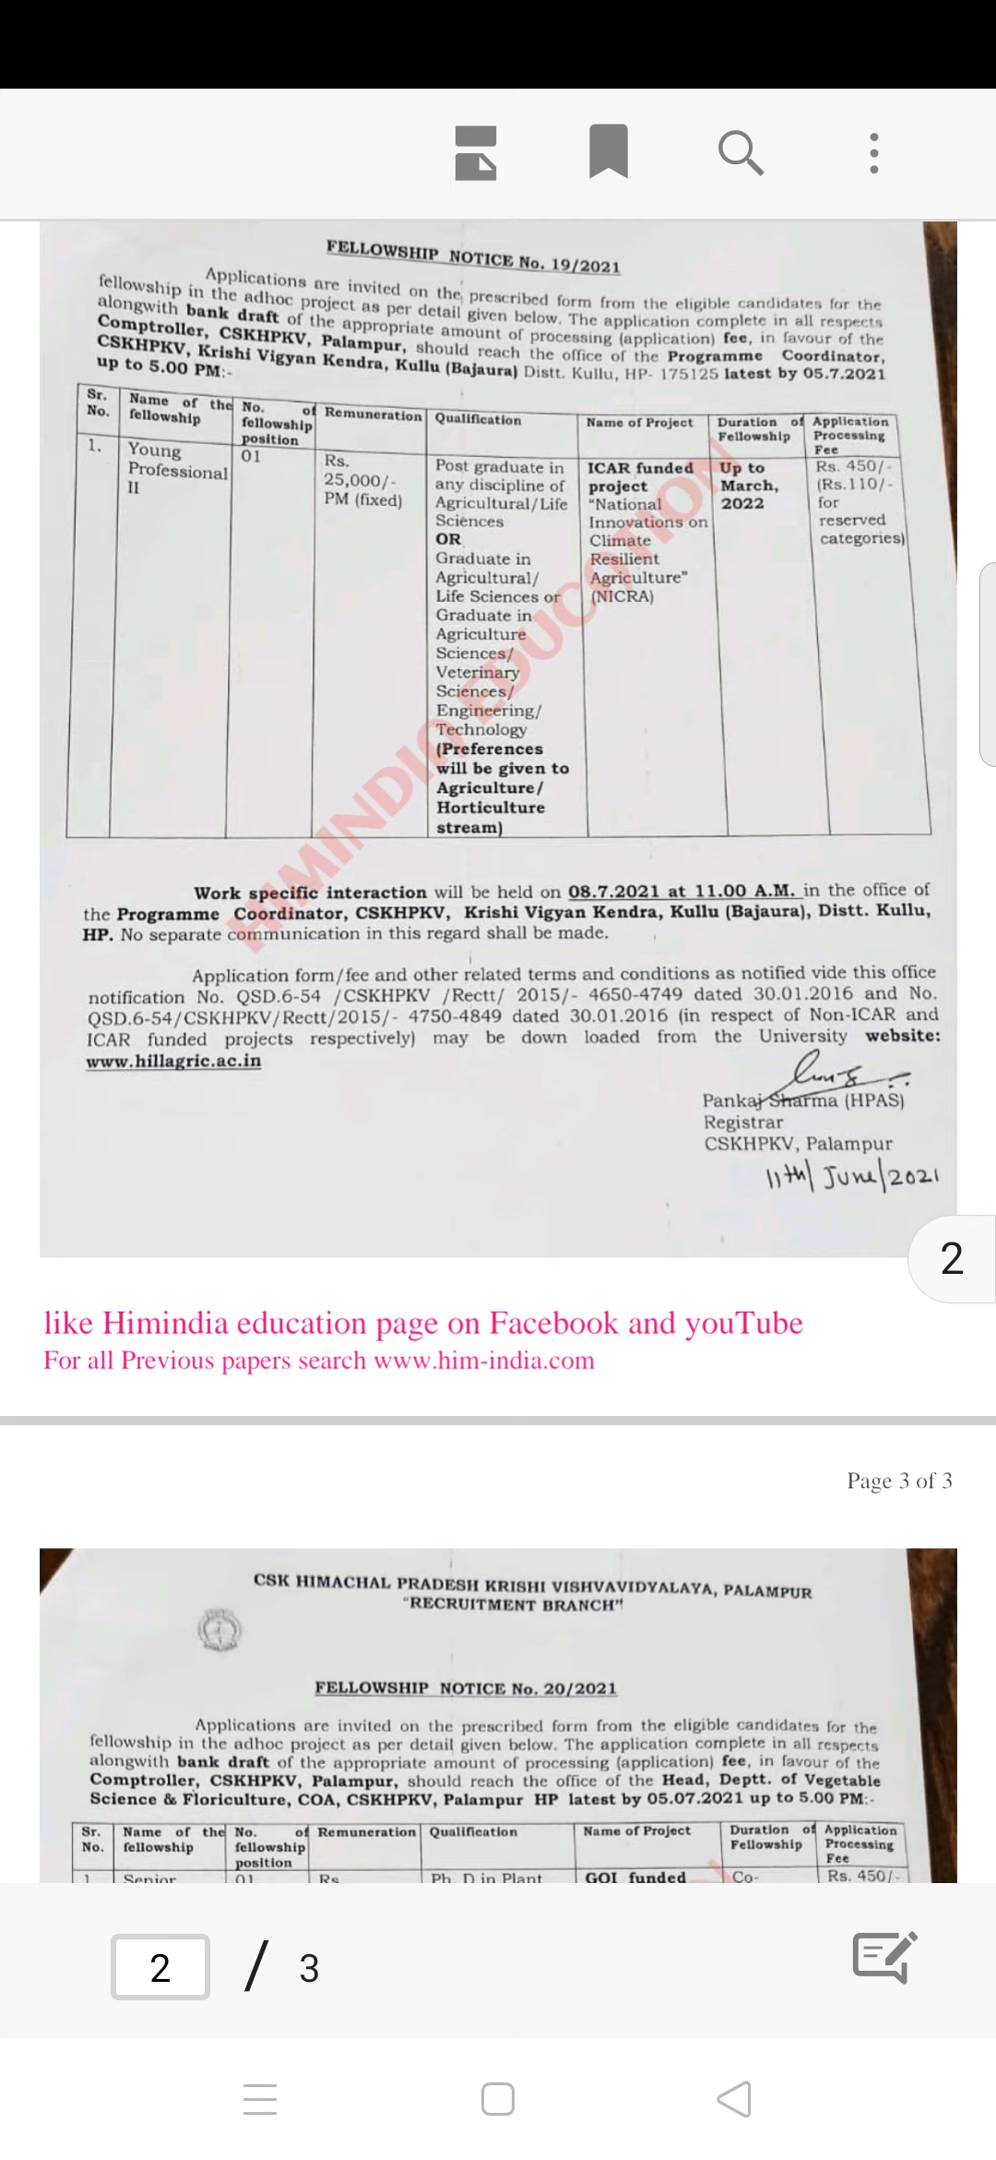 FELLOWSHIP NOTICE No. 19/2021
Applications are invited on the prescribed form from the eligible candidates for the
fellowship in the adhoc project as per detail given below. The application complete in all respects
alongwith bank draft of the appropriate amount of processing (application) fee, in favour of the
Comptroller, CSKHPKV, Palampur, should reach the office of the Programme Coordinator,
CSKHPKV, Krishi Vigyan Kendra, Kullu (Bajaura) Distt. Kullu, HP- 175125 latest by 05.7.2021
up to 5.00 PM:-
Sr. No. | Name of the fellowship | No. of fellowship position | Remuneration | Qualification | Name of Project | Duration of Fellowship | Application Processing Fee
1. | Young Professional II | 01 | Rs. 25,000/- PM (fixed) | Post graduate in any discipline of Agricultural/Life Sciences OR Graduate in Agricultural/ Life Sciences or Graduate in Agriculture Sciences/ Veterinary Sciences/ Engineering/ Technology (Preferences will be given to Agriculture/ Horticulture stream) | ICAR funded project "National Innovations on Climate Resilient Agriculture" (NICRA) | Up to March, 2022 | Rs. 450/- (Rs.110/- for reserved categories)
HIMINDIA EDUCATION
Work specific interaction will be held on 08.7.2021 at 11.00 A.M. in the office of
the Programme Coordinator, CSKHPKV, Krishi Vigyan Kendra, Kullu (Bajaura), Distt. Kullu,
HP. No separate communication in this regard shall be made.
Application form/fee and other related terms and conditions as notified vide this office
notification No. QSD.6-54 /CSKHPKV /Rectt/ 2015/- 4650-4749 dated 30.01.2016 and No.
QSD.6-54/CSKHPKV/Rectt/2015/- 4750-4849 dated 30.01.2016 (in respect of Non-ICAR and
ICAR funded projects respectively) may be down loaded from the University website:
www.hillagric.ac.in
Pankaj Sharma (HPAS)
Registrar
CSKHPKV, Palampur
11th/June/2021
2
like Himindia education page on Facebook and youTube
For all Previous papers search www.him-india.com
Page 3 of 3
CSK HIMACHAL PRADESH KRISHI VISHVAVIDYALAYA, PALAMPUR
"RECRUITMENT BRANCH"
FELLOWSHIP NOTICE No. 20/2021
Applications are invited on the prescribed form from the eligible candidates for the
fellowship in the adhoc project as per detail given below. The application complete in all respects
alongwith bank draft of the appropriate amount of processing (application) fee, in favour of the
Comptroller, CSKHPKV, Palampur, should reach the office of the Head, Deptt. of Vegetable
Science & Floriculture, COA, CSKHPKV, Palampur HP latest by 05.07.2021 up to 5.00 PM:-
Sr. No. | Name of the fellowship | No. of fellowship position | Remuneration | Qualification | Name of Project | Duration of Fellowship | Application Processing Fee
1 | Senior | 01 | Rs | Ph. D in Plant | GOI funded | Co- | Rs. 450/-
2 / 3